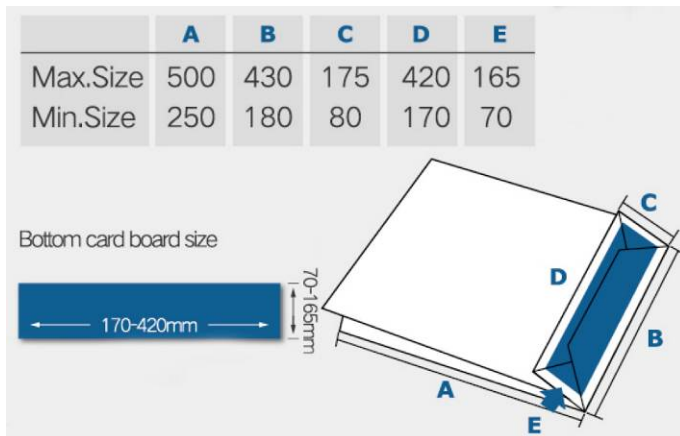 A B C D E
Max.Size 500 430 175 420 165
Min.Size 250 180 80 170 70
Bottom card board size
170-420mm
70-165mm
C
D
B
A
E